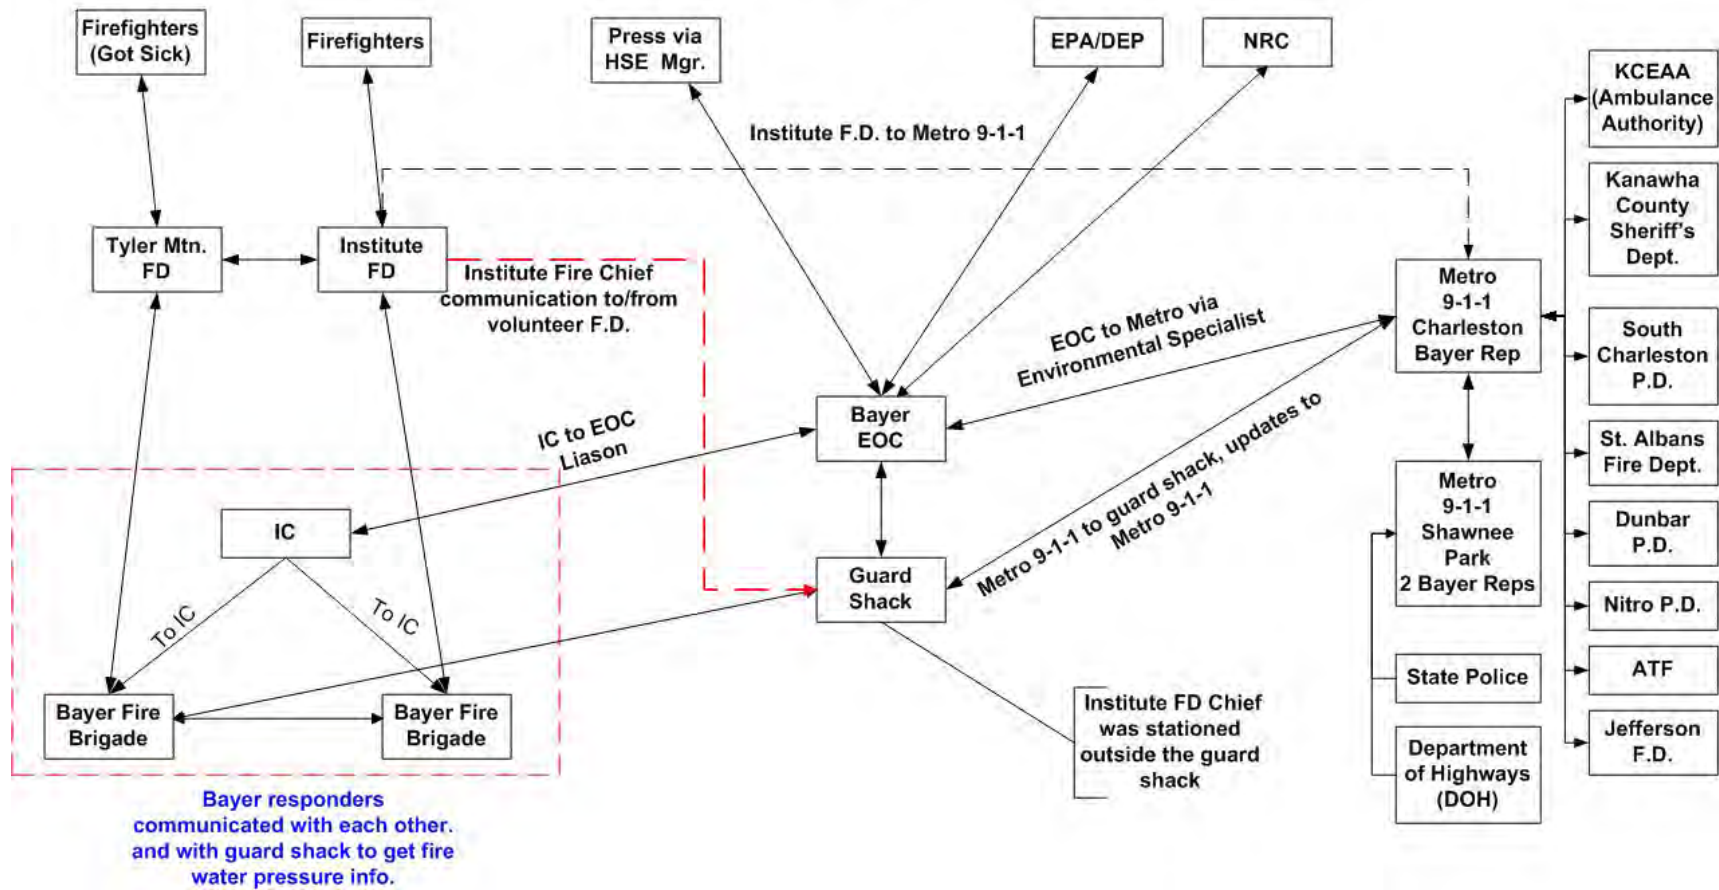 Firefighters
(Got Sick)
Firefighters
Press via
HSE Mgr.
EPA/DEP
NRC
KCEAA
(Ambulance
Authority)
Institute F.D. to Metro 9-1-1
Kanawha
County
Sheriff's
Dept.
Tyler Mtn.
FD
Institute
FD
Institute Fire Chief
communication to/from
volunteer F.D.
Metro
9-1-1
Charleston
Bayer Rep
EOC to Metro via
Environmental Specialist
South
Charleston
P.D.
Bayer
EOC
IC to EOC
Liason
Metro 9-1-1 to guard shack, updates to
Metro 9-1-1
St. Albans
Fire Dept.
Metro
9-1-1
Shawnee
Park
2 Bayer Reps
IC
Dunbar
P.D.
Guard
Shack
Nitro P.D.
To IC
To IC
State Police
ATF
Bayer Fire
Brigade
Bayer Fire
Brigade
Institute FD Chief
was stationed
outside the guard
shack
Department
of Highways
(DOH)
Jefferson
F.D.
Bayer responders
communicated with each other.
and with guard shack to get fire
water pressure info.